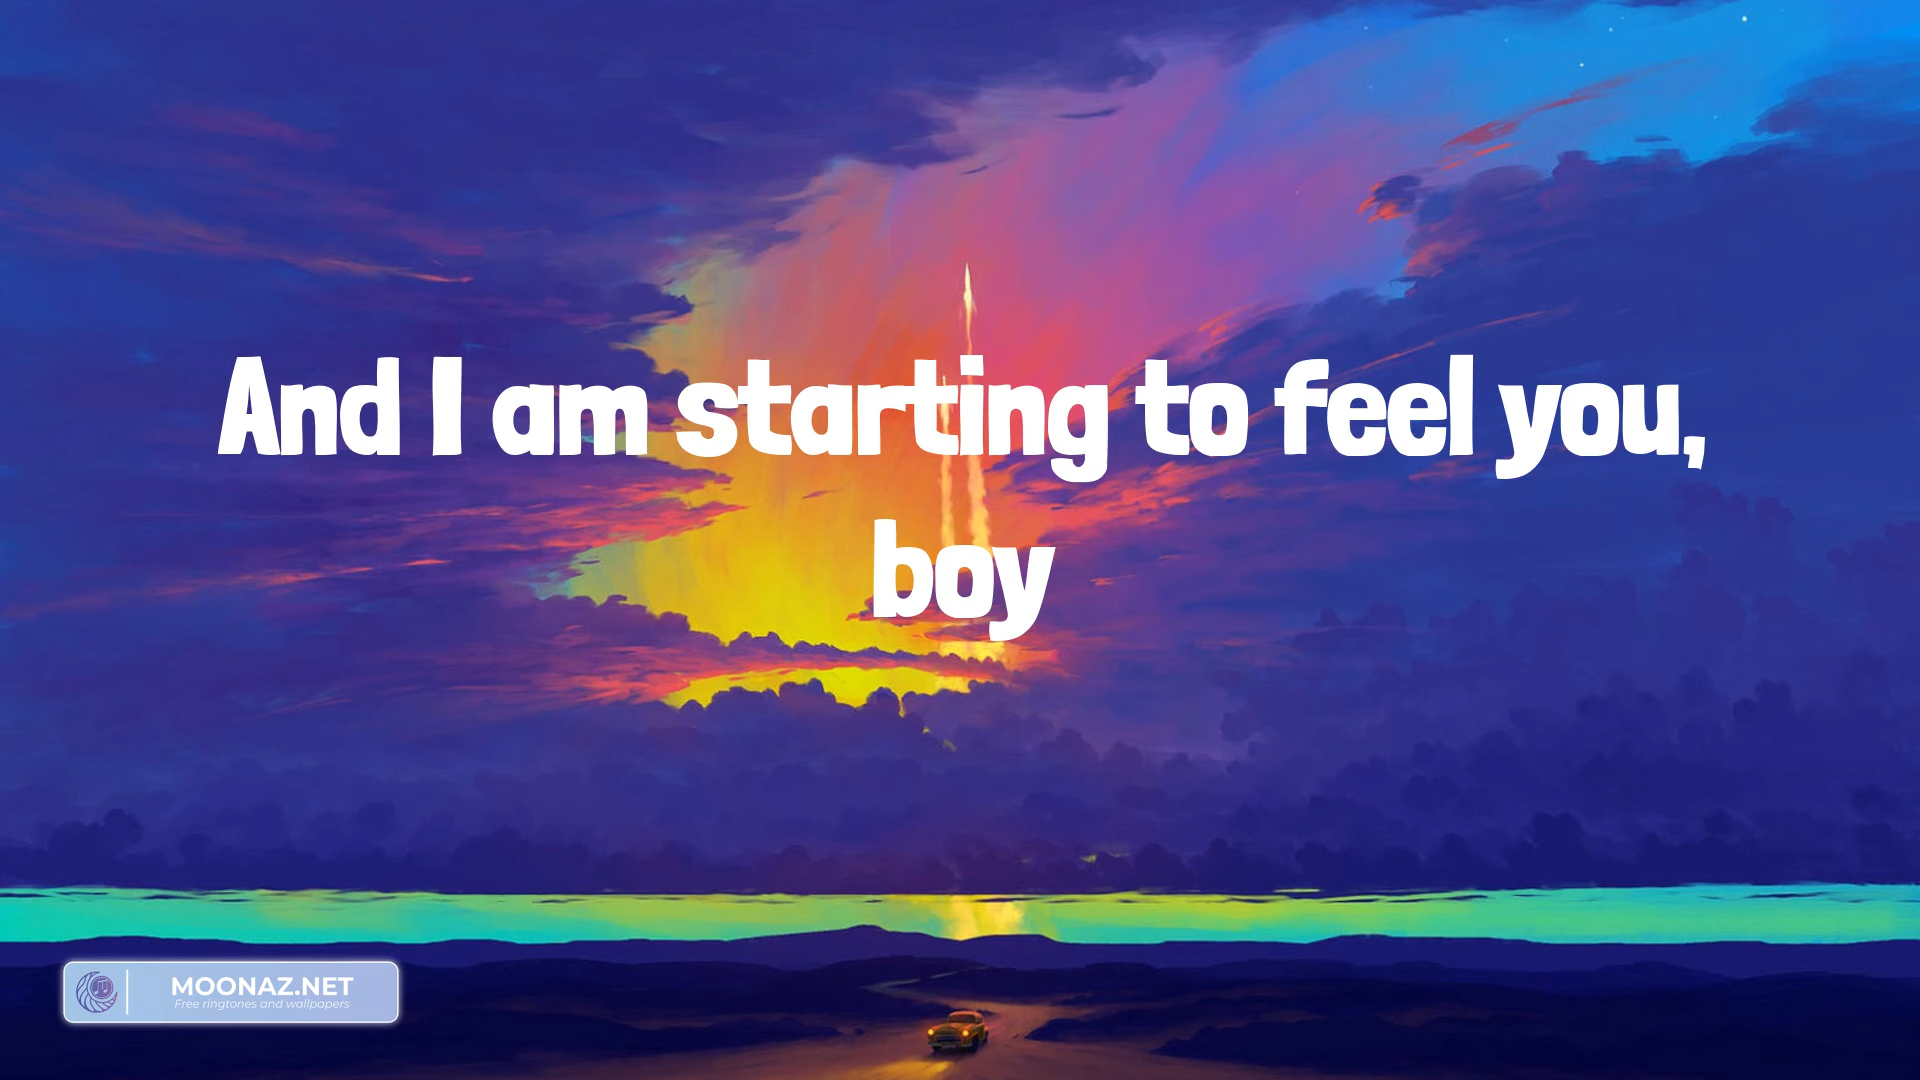 And I am starting to feel you,
boy
MOONAZ.NET
Free ringtones and wallpapers